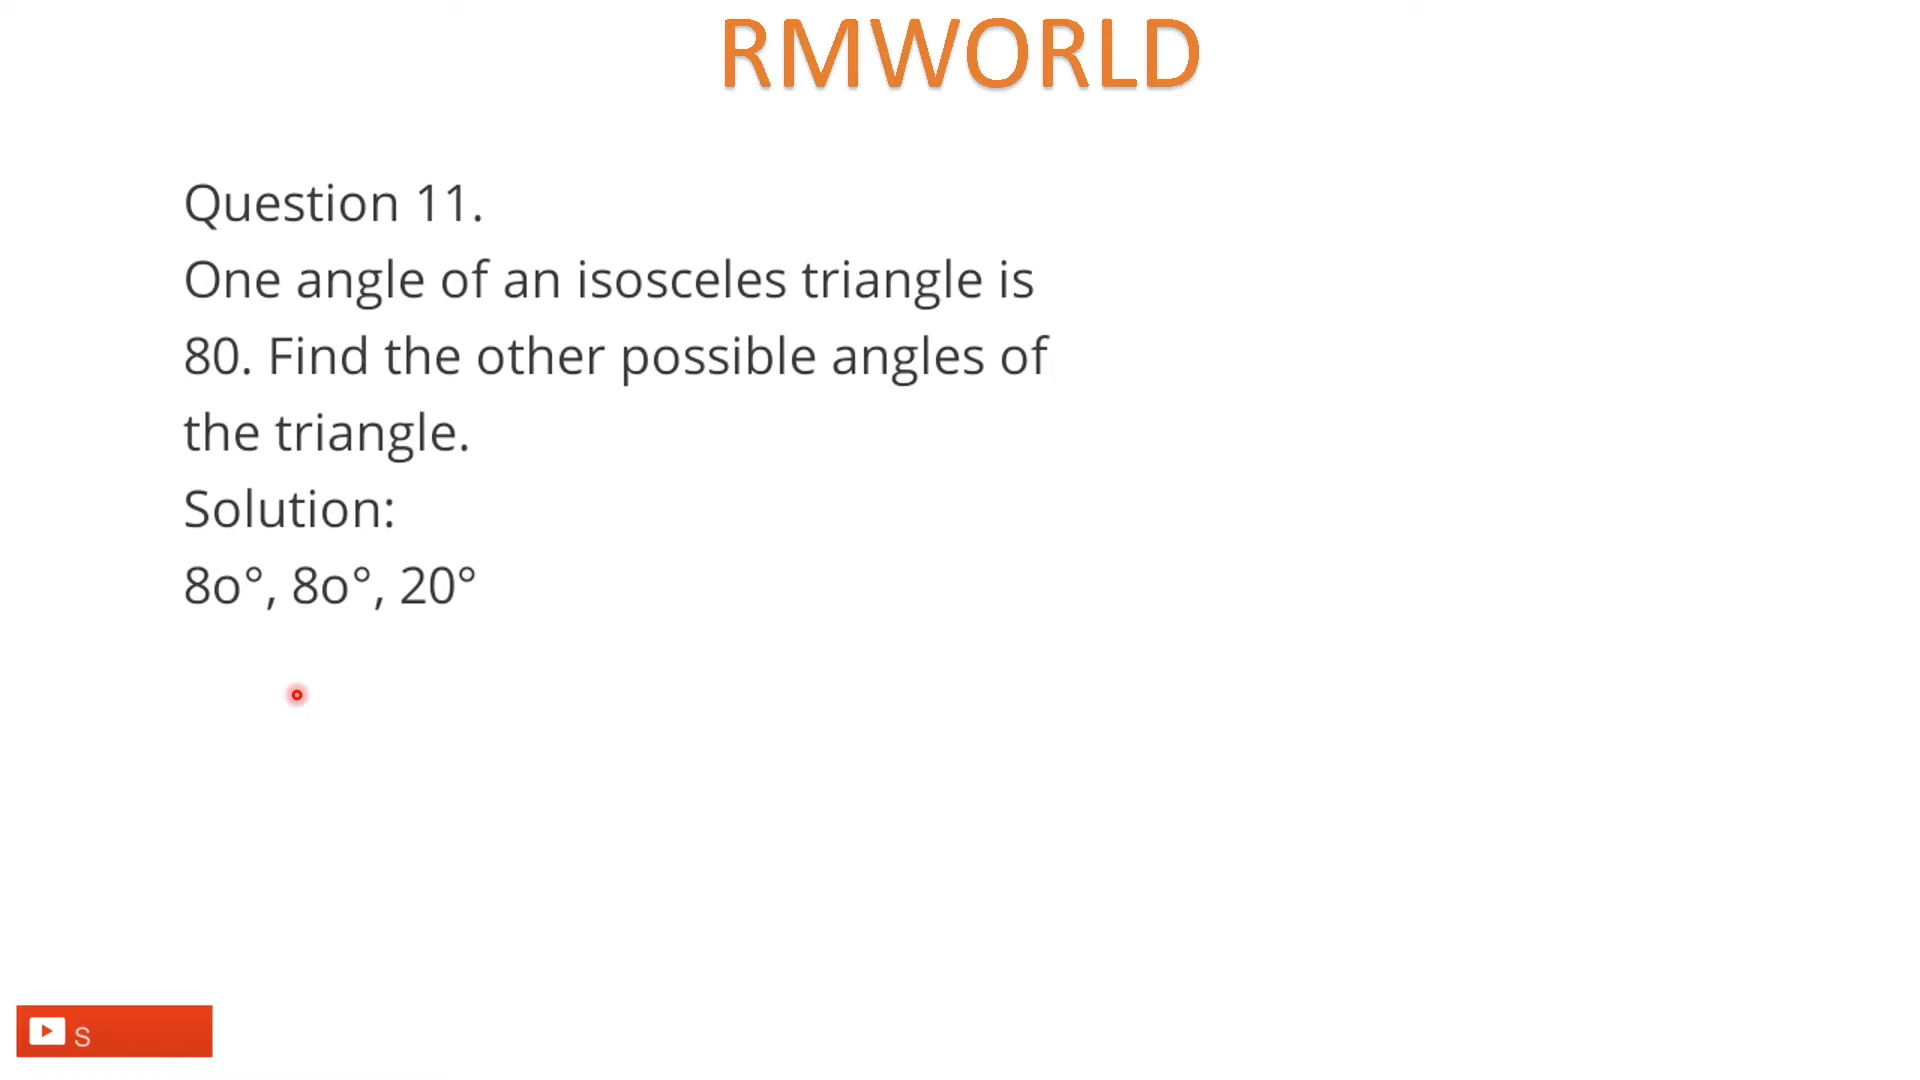 RMWORLD
Question 11.
One angle of an isosceles triangle is
80. Find the other possible angles of
the triangle.
Solution:
8o°, 8o°, 20°
S